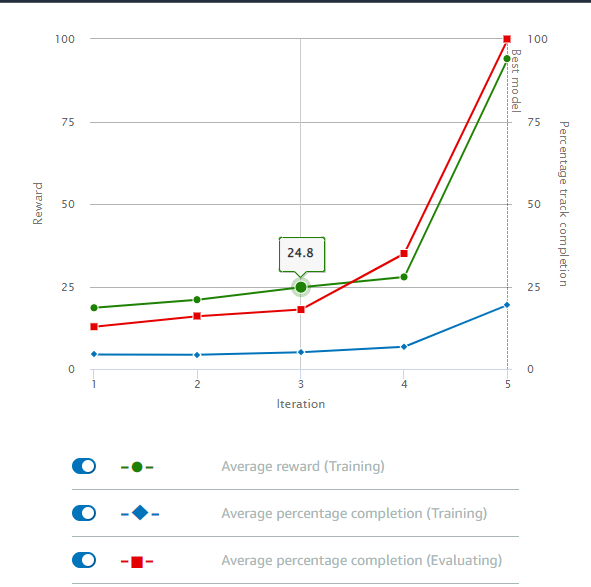 100 100
Best model
75 75
Percentage track completion
Reward
50 50
24.8
25 25
0 0
1 2 3 4 5
Iteration
Average reward (Training)
Average percentage completion (Training)
Average percentage completion (Evaluating)